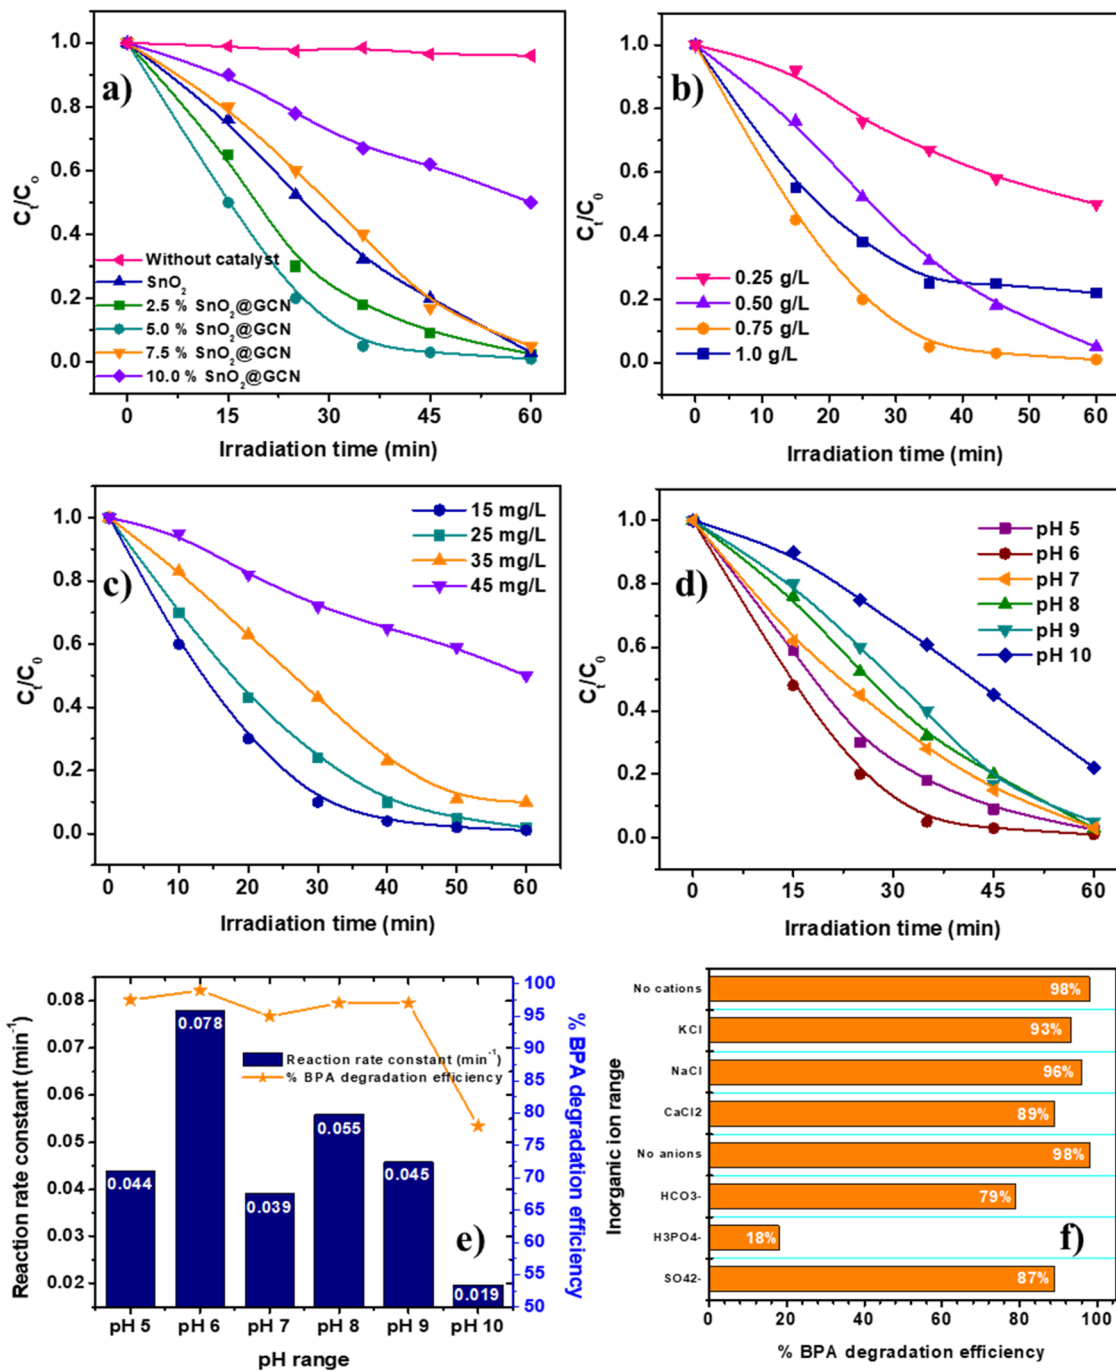 a)
C_t/C_o
1.0
0.8
0.6
0.4
0.2
0.0
Without catalyst
SnO₂
2.5 % SnO₂@GCN
5.0 % SnO₂@GCN
7.5 % SnO₂@GCN
10.0 % SnO₂@GCN
0 15 30 45 60
Irradiation time (min)
b)
C_t/C₀
1.0
0.8
0.6
0.4
0.2
0.0
0.25 g/L
0.50 g/L
0.75 g/L
1.0 g/L
0 10 20 30 40 50 60
Irradiation time (min)
c)
C_t/C₀
1.0
0.8
0.6
0.4
0.2
0.0
15 mg/L
25 mg/L
35 mg/L
45 mg/L
0 10 20 30 40 50 60
Irradiation time (min)
d)
C_t/C₀
1.0
0.8
0.6
0.4
0.2
0.0
pH 5
pH 6
pH 7
pH 8
pH 9
pH 10
0 15 30 45 60
Irradiation time (min)
e)
Reaction rate constant (min⁻¹)
0.08
0.07
0.06
0.05
0.04
0.03
0.02
Reaction rate constant (min⁻¹)
% BPA degradation efficiency
0.044
0.078
0.039
0.055
0.045
0.019
100
95
90
85
80
75
70
65
60
55
50
% BPA degradation efficiency
pH 5 pH 6 pH 7 pH 8 pH 9 pH 10
pH range
f)
Inorganic ion range
No cations 98%
KCl 93%
NaCl 96%
CaCl2 89%
No anions 98%
HCO3- 79%
H3PO4- 18%
SO42- 87%
0 20 40 60 80 100
% BPA degradation efficiency